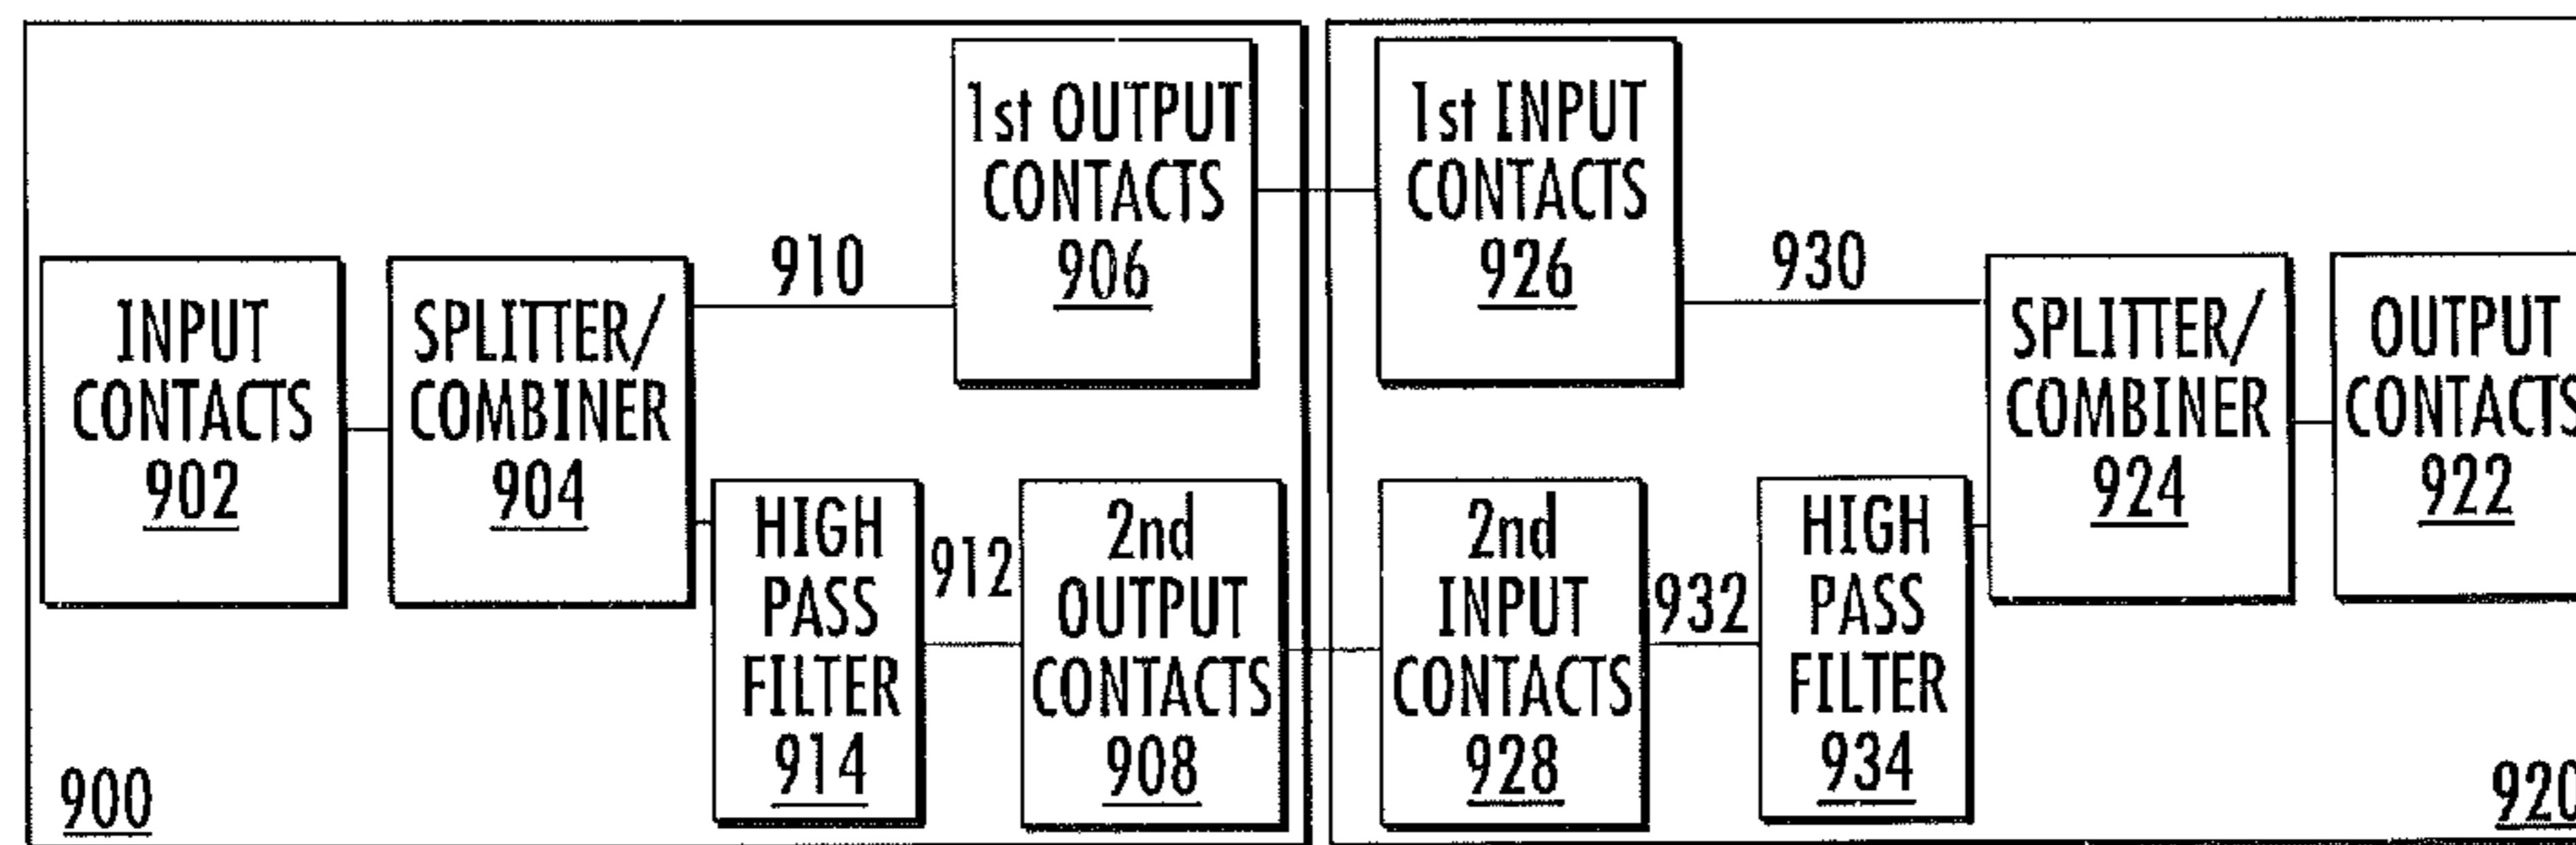 INPUT
CONTACTS
902
SPLITTER/
COMBINER
904
910
1st OUTPUT
CONTACTS
906
HIGH
PASS
FILTER
914
912
2nd
OUTPUT
CONTACTS
908
900
1st INPUT
CONTACTS
926
930
2nd
INPUT
CONTACTS
928
932
HIGH
PASS
FILTER
934
SPLITTER/
COMBINER
924
OUTPUT
CONTACTS
922
920